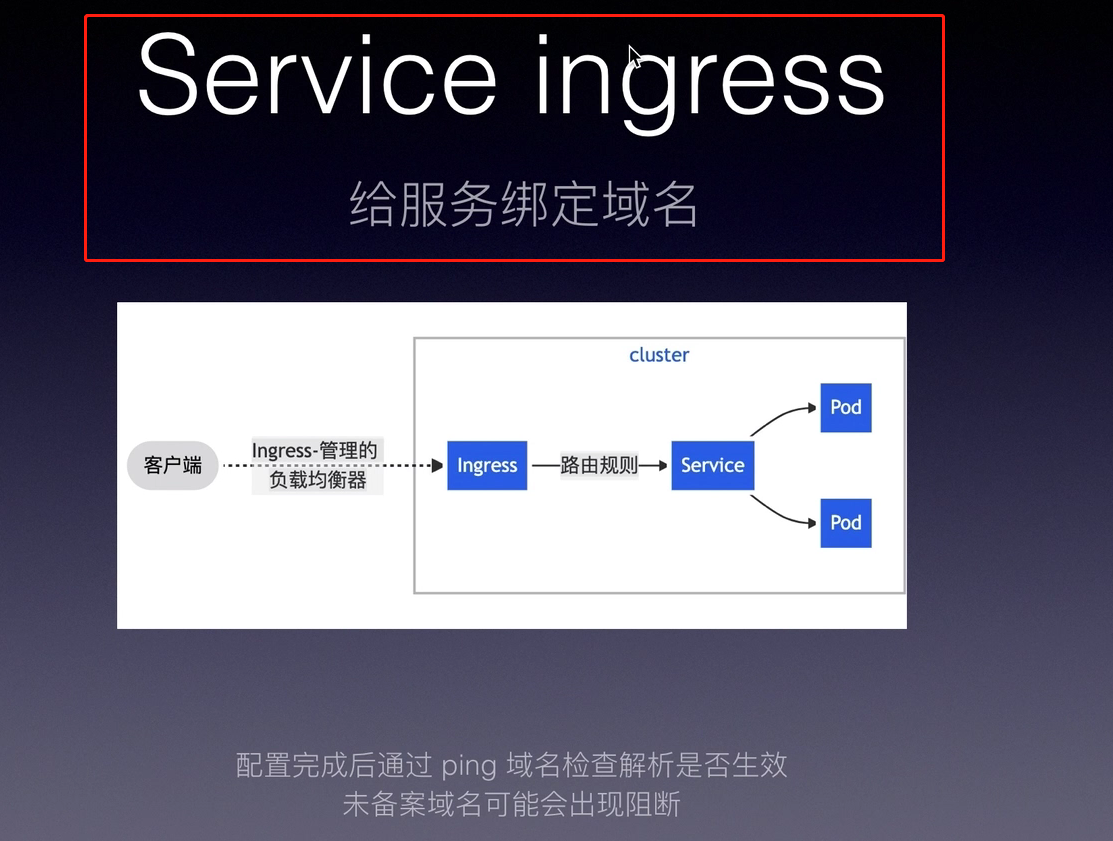 Service ingress
给服务绑定域名
cluster
Pod
客户端
Ingress-管理的
负载均衡器
Ingress
路由规则
Service
Pod
配置完成后通过 ping 域名检查解析是否生效
未备案域名可能会出现阻断